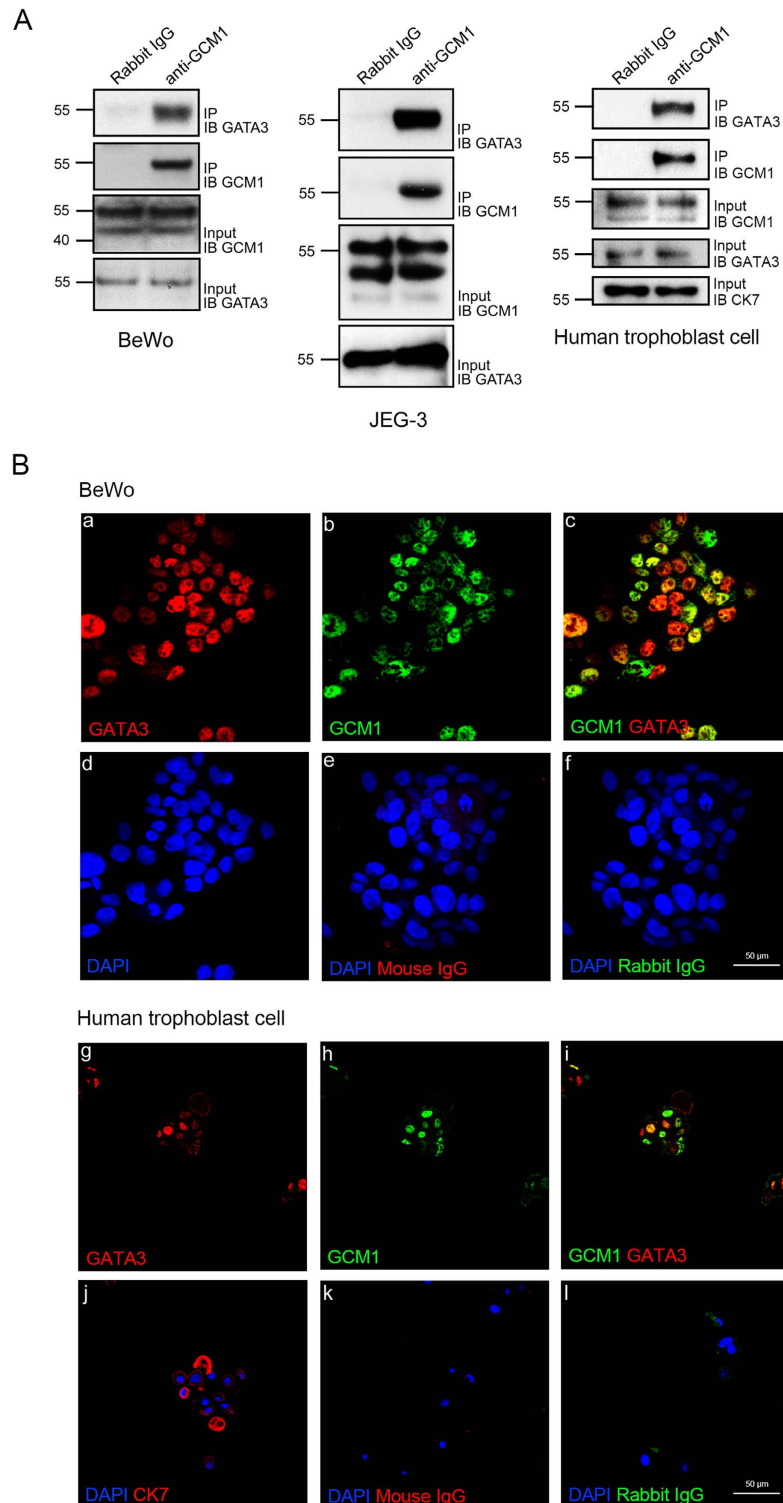 A
Rabbit IgG
anti-GCM1
55
IP
IB GATA3
55
IP
IB GCM1
55
40
Input
IB GCM1
55
Input
IB GATA3
BeWo
Rabbit IgG
anti-GCM1
55
IP
IB GATA3
55
IP
IB GCM1
55
Input
IB GCM1
55
Input
IB GATA3
JEG-3
Rabbit IgG
anti-GCM1
55
IP
IB GATA3
55
IP
IB GCM1
55
Input
IB GCM1
55
Input
IB GATA3
55
Input
IB CK7
Human trophoblast cell
B
BeWo
a
GATA3
b
GCM1
c
GCM1 GATA3
d
DAPI
e
DAPI Mouse IgG
f
DAPI Rabbit IgG
50 µm
Human trophoblast cell
g
GATA3
h
GCM1
i
GCM1 GATA3
j
DAPI CK7
k
DAPI Mouse IgG
l
DAPI Rabbit IgG
50 µm